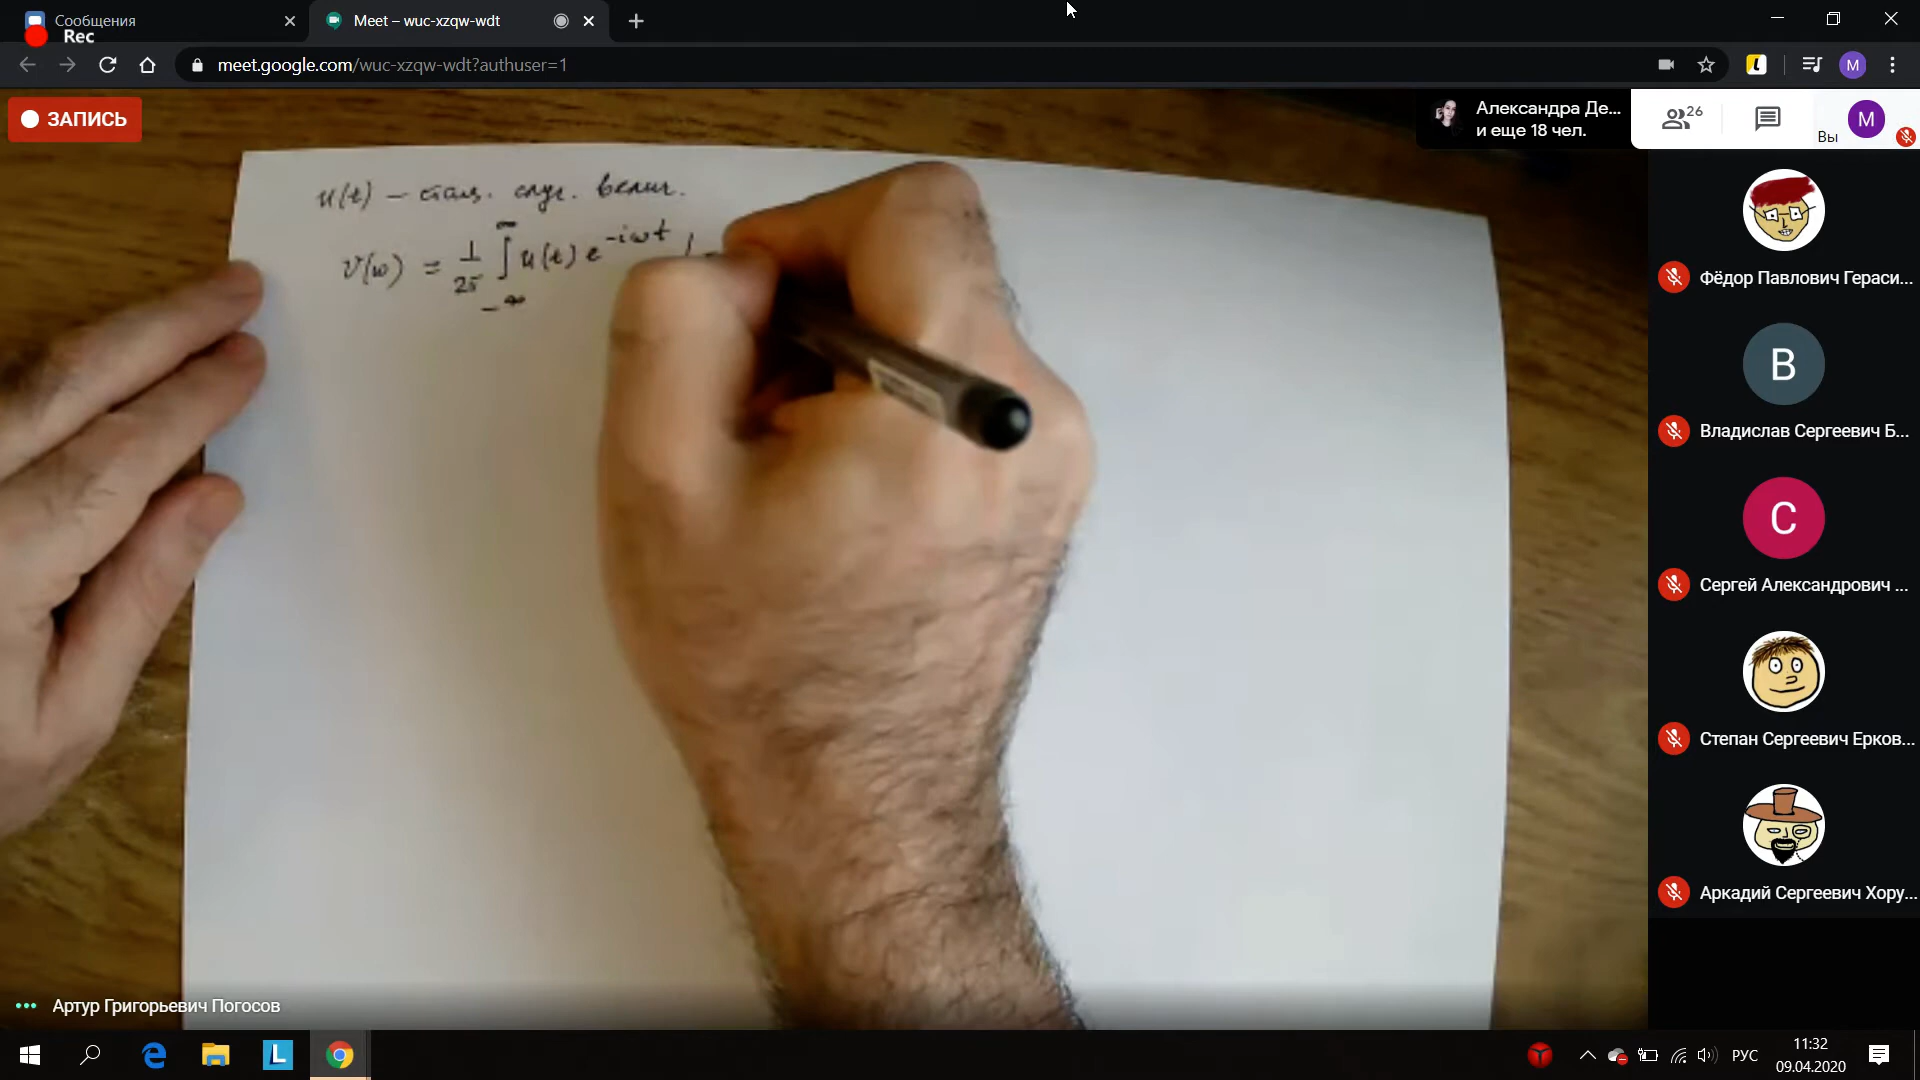 Сообщения
Meet – wuc-xzqw-wdt
Rec
meet.google.com/wuc-xzqw-wdt?authuser=1
M
ЗАПИСЬ
Александра Де...
и еще 18 чел.
26
Вы
M
u(t) – стац. случ. велич.
v(ω) = 1/2π ∫_{-∞}^{∞} u(t) e^{-iωt}
Фёдор Павлович Гераси...
В
Владислав Сергеевич Б...
С
Сергей Александрович ...
Степан Сергеевич Ерков...
Аркадий Сергеевич Хору...
Артур Григорьевич Погосов
L
РУС
11:32
09.04.2020